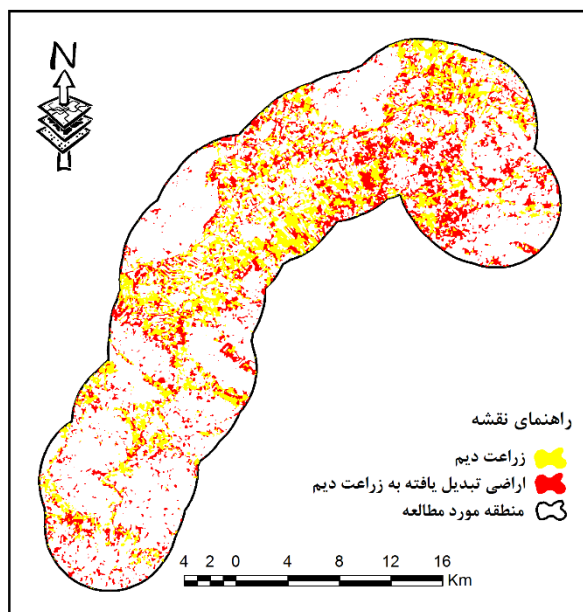 N
راهنمای نقشه
زراعت دیم
اراضی تبدیل یافته به زراعت دیم
منطقه مورد مطالعه
4 2 0 4 8 12 16
Km